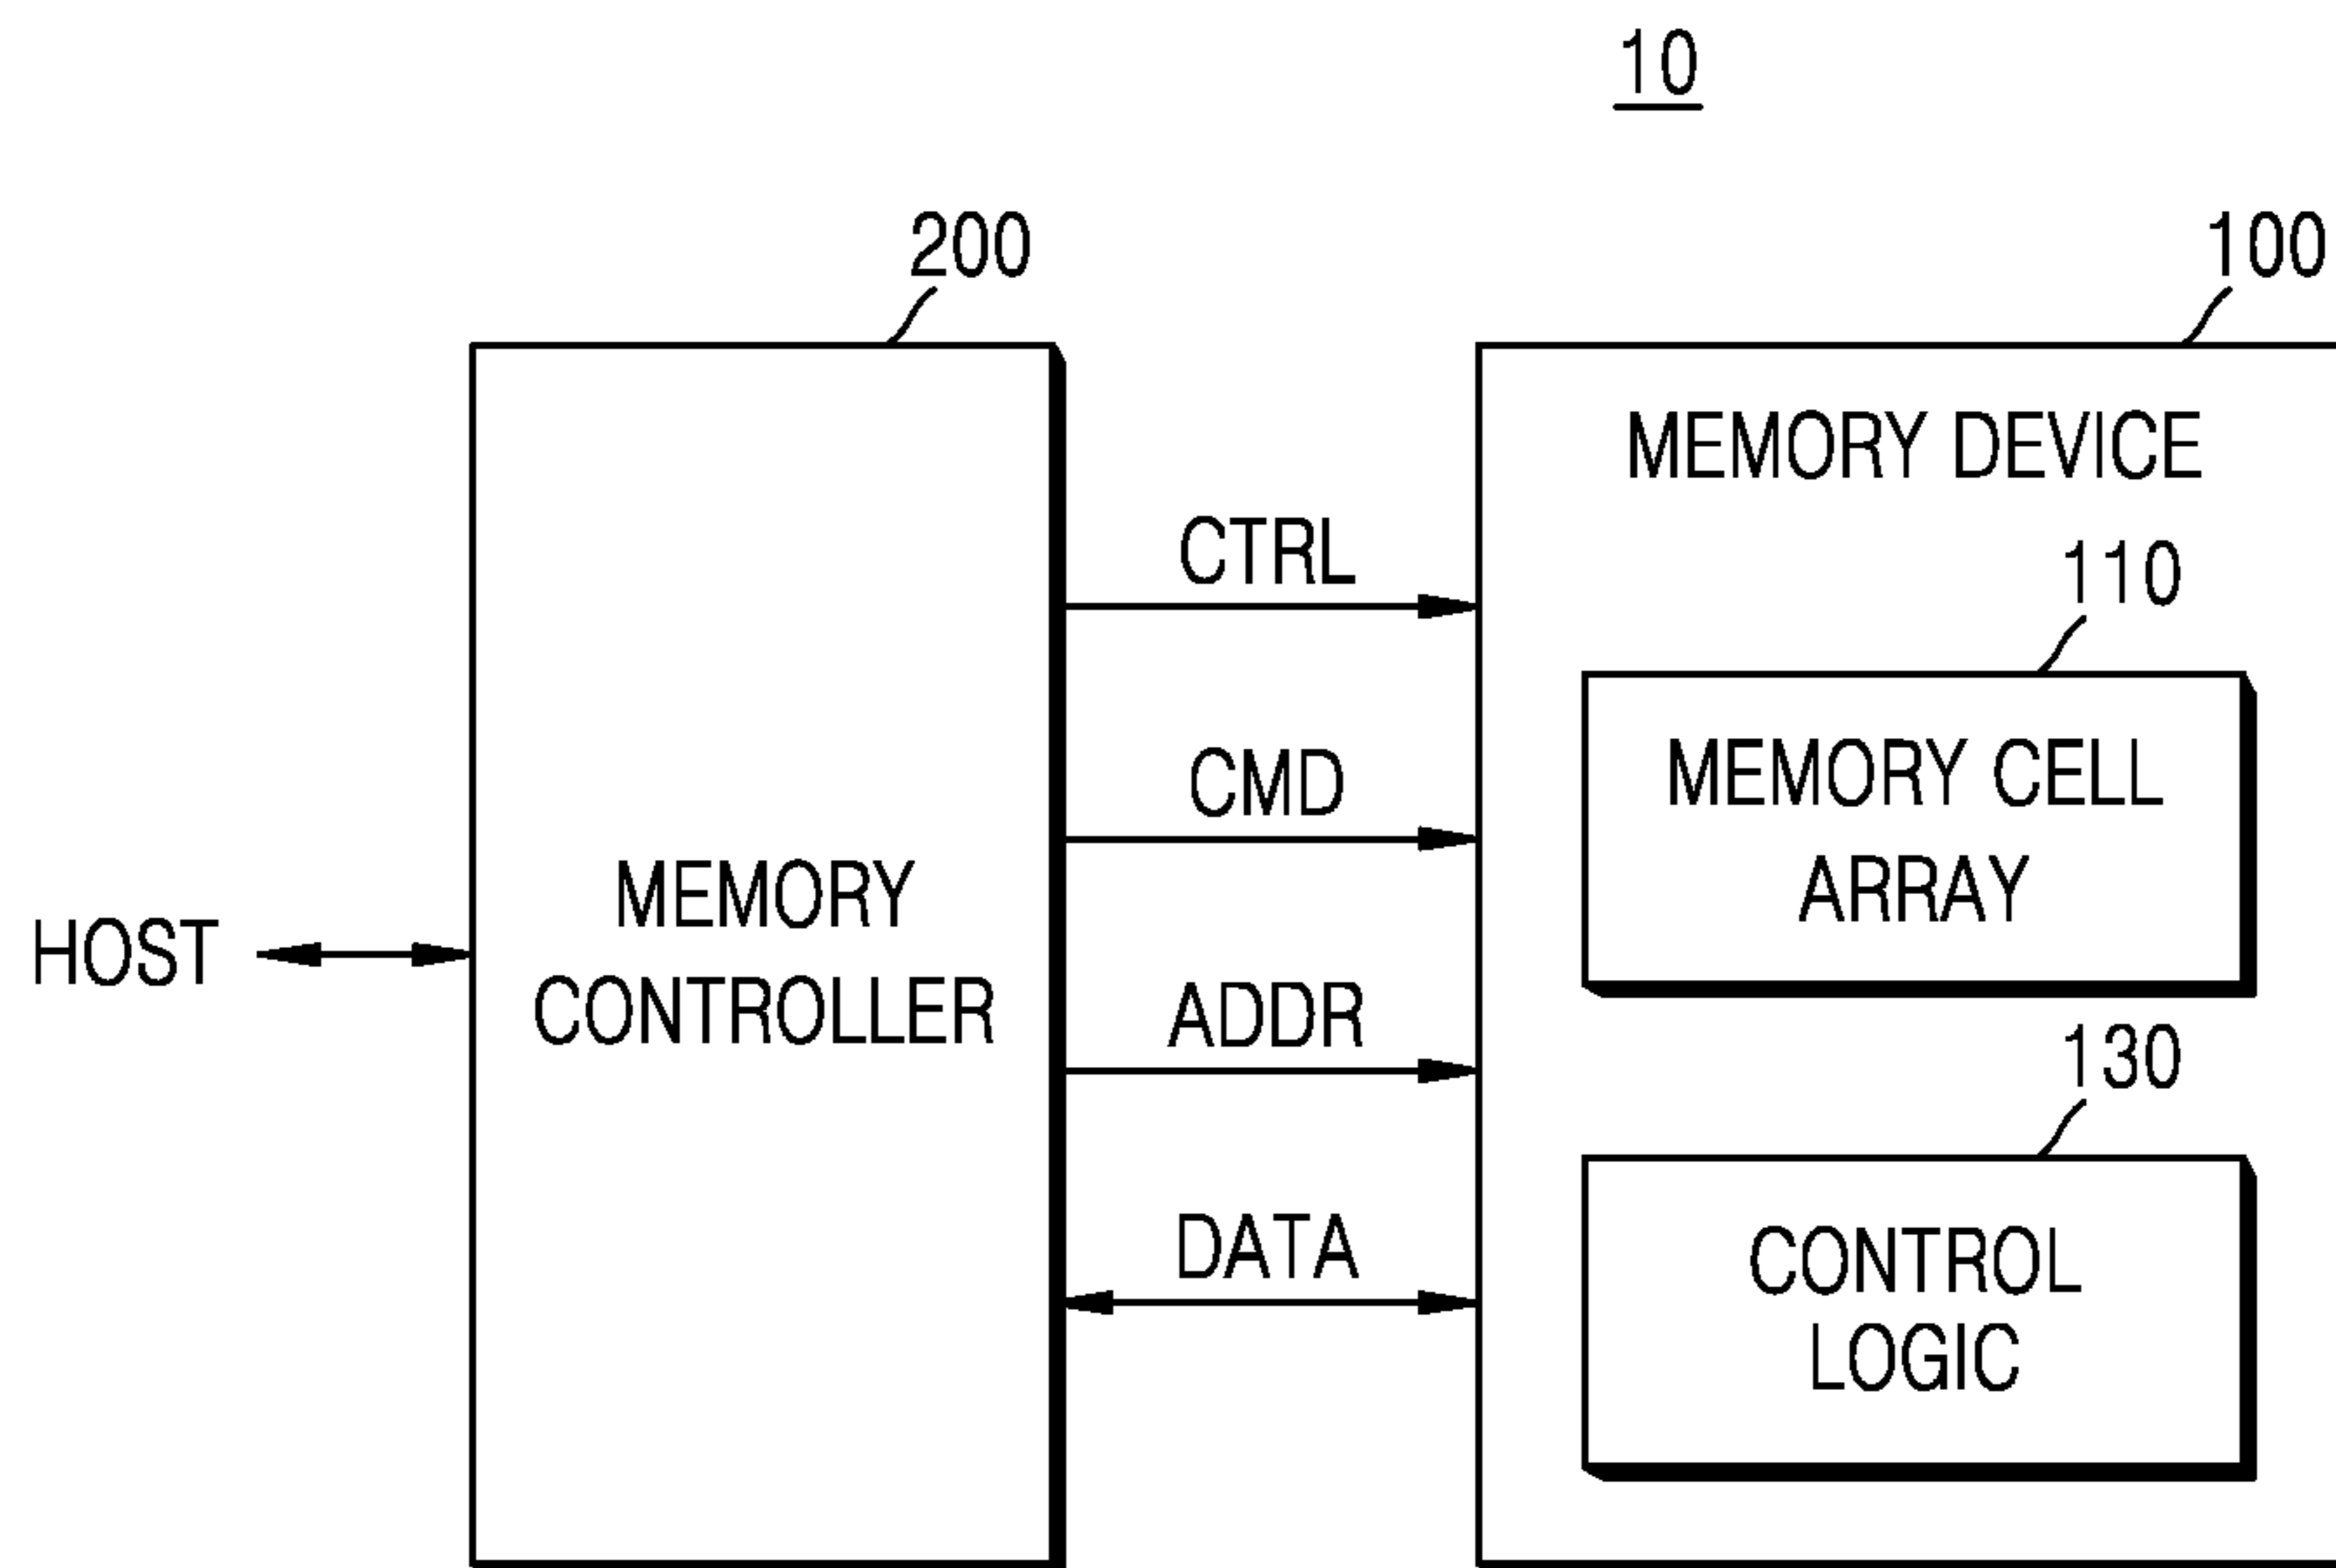 10
200
100
MEMORY DEVICE
CTRL
110
CMD
MEMORY CELL
ARRAY
MEMORY
CONTROLLER
HOST
ADDR
130
DATA
CONTROL
LOGIC